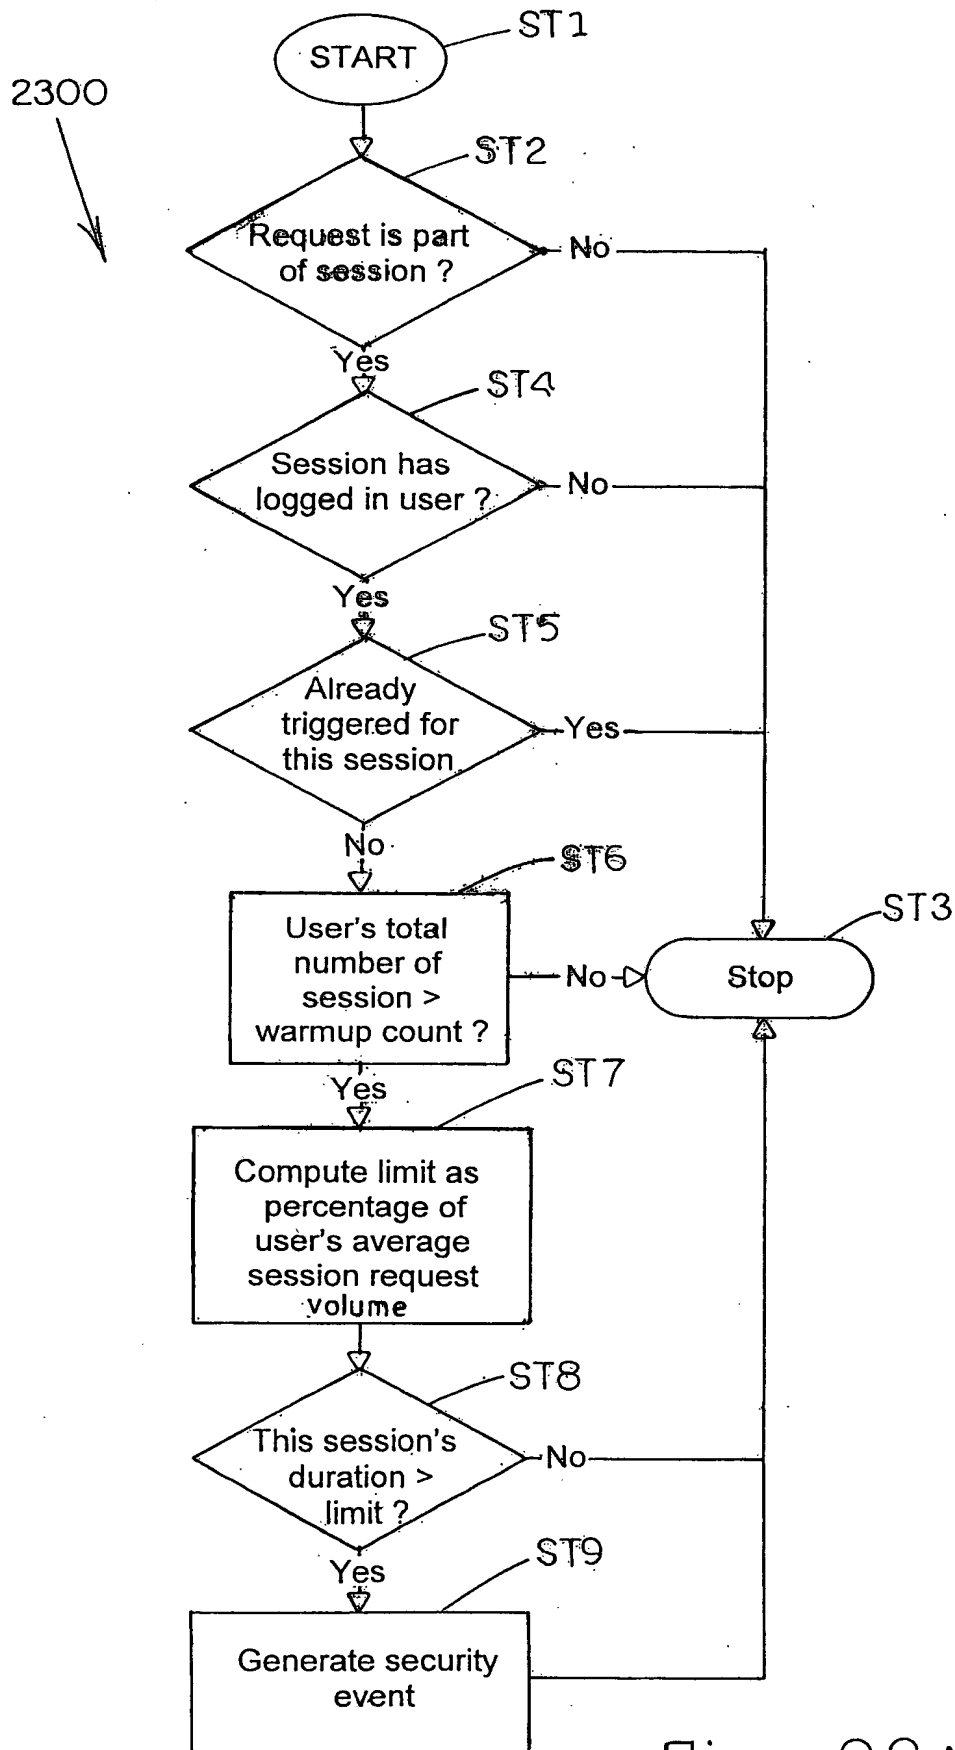 START
ST1
2300
ST2
Request is part
of session ?
No
Yes
ST4
Session has
logged in user ?
No
Yes
ST5
Already
triggered for
this session
Yes
No
ST6
User's total
number of
session >
warmup count ?
No
ST3
Stop
Yes
ST7
Compute limit as
percentage of
user's average
session request
volume
ST8
This session's
duration >
limit ?
No
Yes
ST9
Generate security
event